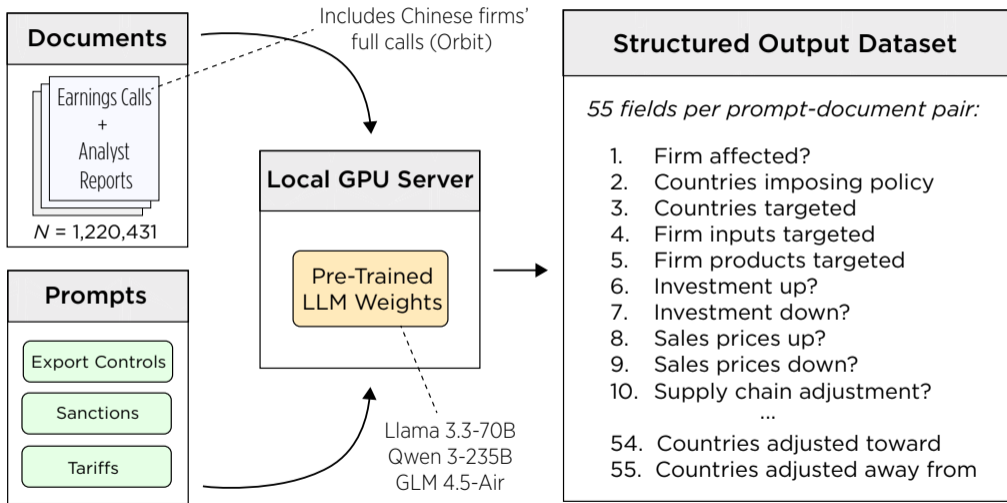 Documents
Earnings Calls
+
Analyst
Reports
N = 1,220,431
Includes Chinese firms'
full calls (Orbit)
Prompts
Export Controls
Sanctions
Tariffs
Local GPU Server
Pre-Trained
LLM Weights
Llama 3.3-70B
Qwen 3-235B
GLM 4.5-Air
Structured Output Dataset
55 fields per prompt-document pair:
1. Firm affected?
2. Countries imposing policy
3. Countries targeted
4. Firm inputs targeted
5. Firm products targeted
6. Investment up?
7. Investment down?
8. Sales prices up?
9. Sales prices down?
10. Supply chain adjustment?
...
54. Countries adjusted toward
55. Countries adjusted away from